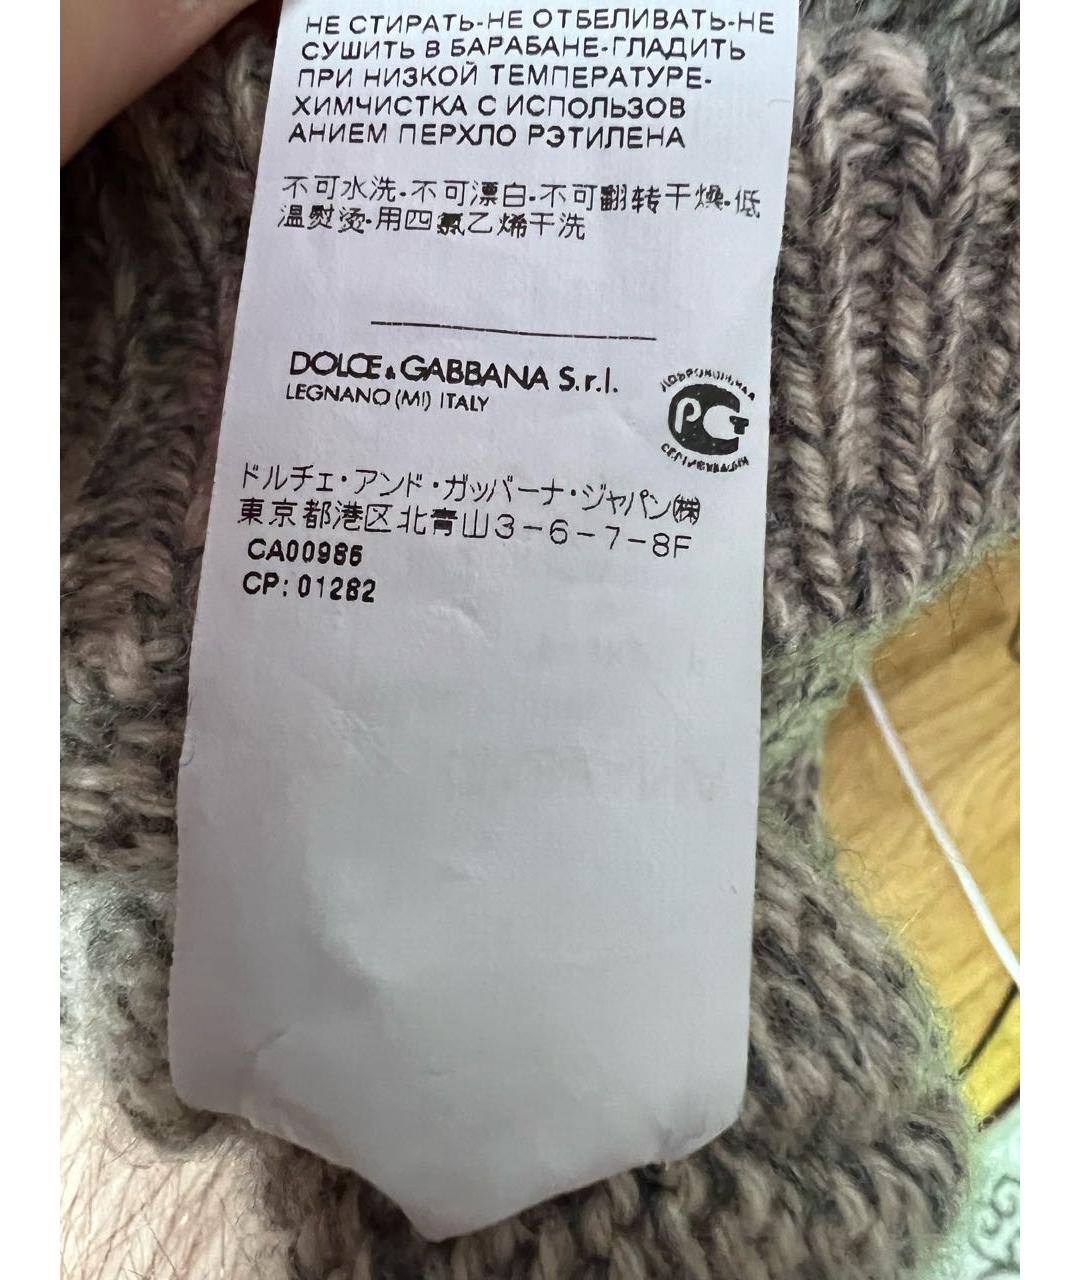 НЕ СТИРАТЬ-НЕ ОТБЕЛИВАТЬ-НЕ
СУШИТЬ В БАРАБАНЕ-ГЛАДИТЬ
ПРИ НИЗКОЙ ТЕМПЕРАТУРЕ-
ХИМЧИСТКА С ИСПОЛЬЗОВ
АНИЕМ ПЕРХЛО РЭТИЛЕНА
不可水洗-不可漂白-不可翻转干燥-低
温熨烫-用四氯乙烯干洗
DOLCE & GABBANA S.r.l.
LEGNANO (MI) ITALY
PCT
ドルチェ・アンド・ガッバーナ・ジャパン㈱
東京都港区北青山3-6-7-8F
CA00986
CP: 01282